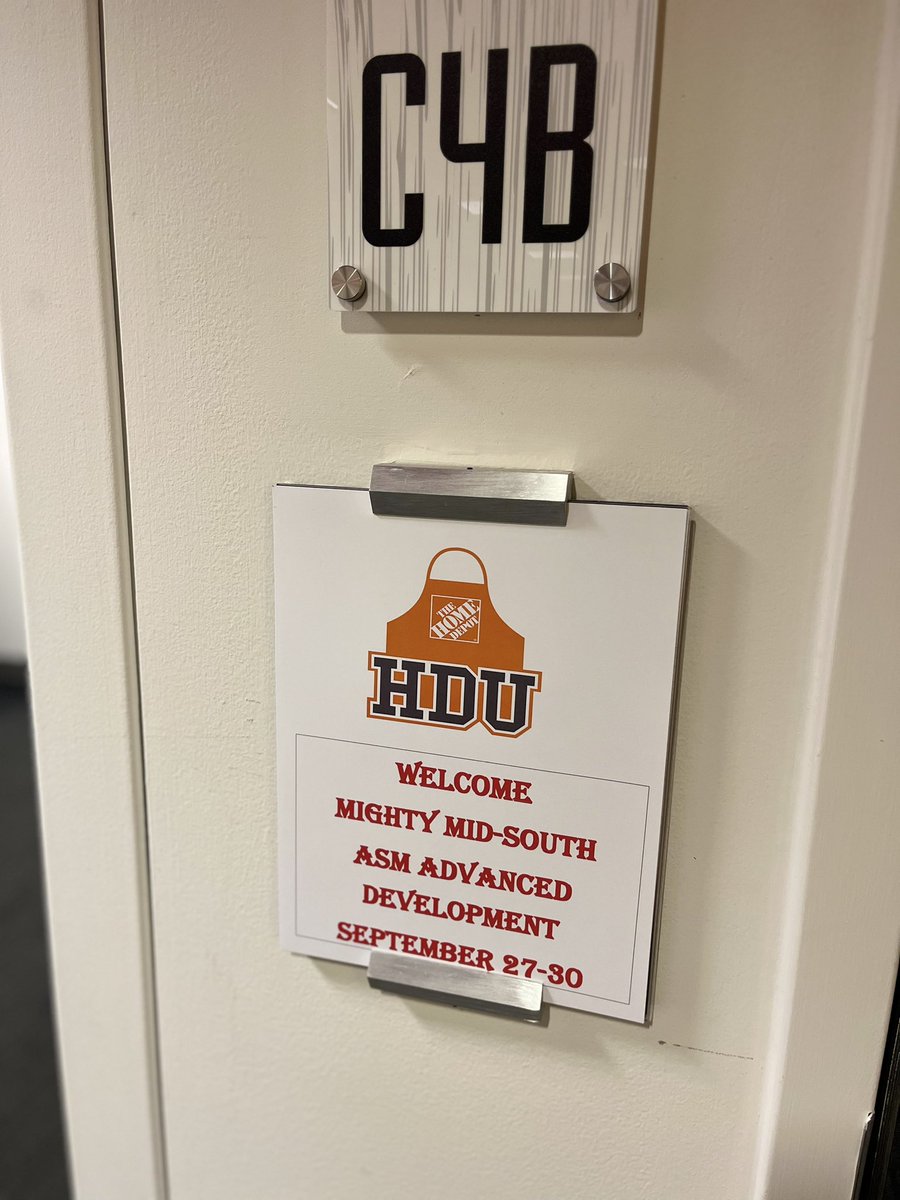 C4B
THE
HOME
DEPOT
HDU
WELCOME
MIGHTY MID-SOUTH
ASM ADVANCED
DEVELOPMENT
SEPTEMBER 27-30